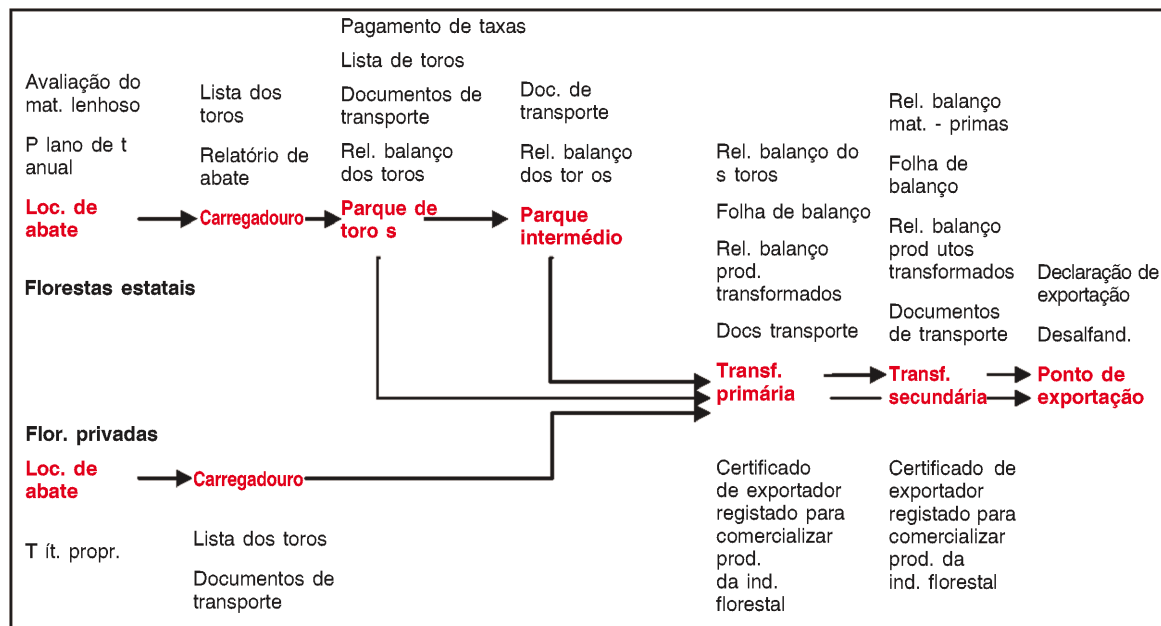 Pagamento de taxas
Lista de toros
Avaliação do
mat. lenhoso
Lista dos
toros
Documentos de
transporte
Doc. de
transporte
Rel. balanço
mat. - primas
P lano de t
anual
Relatório de
abate
Rel. balanço
dos toros
Rel. balanço
dos tor os
Rel. balanço do
s toros
Folha de
balanço
Loc. de
abate
Carregadouro
Parque de
toro s
Parque
intermédio
Folha de balanço
Rel. balanço
prod.
transformados
Rel. balanço
prod utos
transformados
Declaração de
exportação
Florestas estatais
Docs transporte
Documentos
de transporte
Desalfand.
Transf.
primária
Transf.
secundária
Ponto de
exportação
Flor. privadas
Loc. de
abate
Carregadouro
Certificado
de exportador
registado para
comercializar
prod.
da ind.
florestal
Certificado de
exportador
registado para
comercializar
prod. da
ind. florestal
T ít. propr.
Lista dos toros
Documentos de
transporte